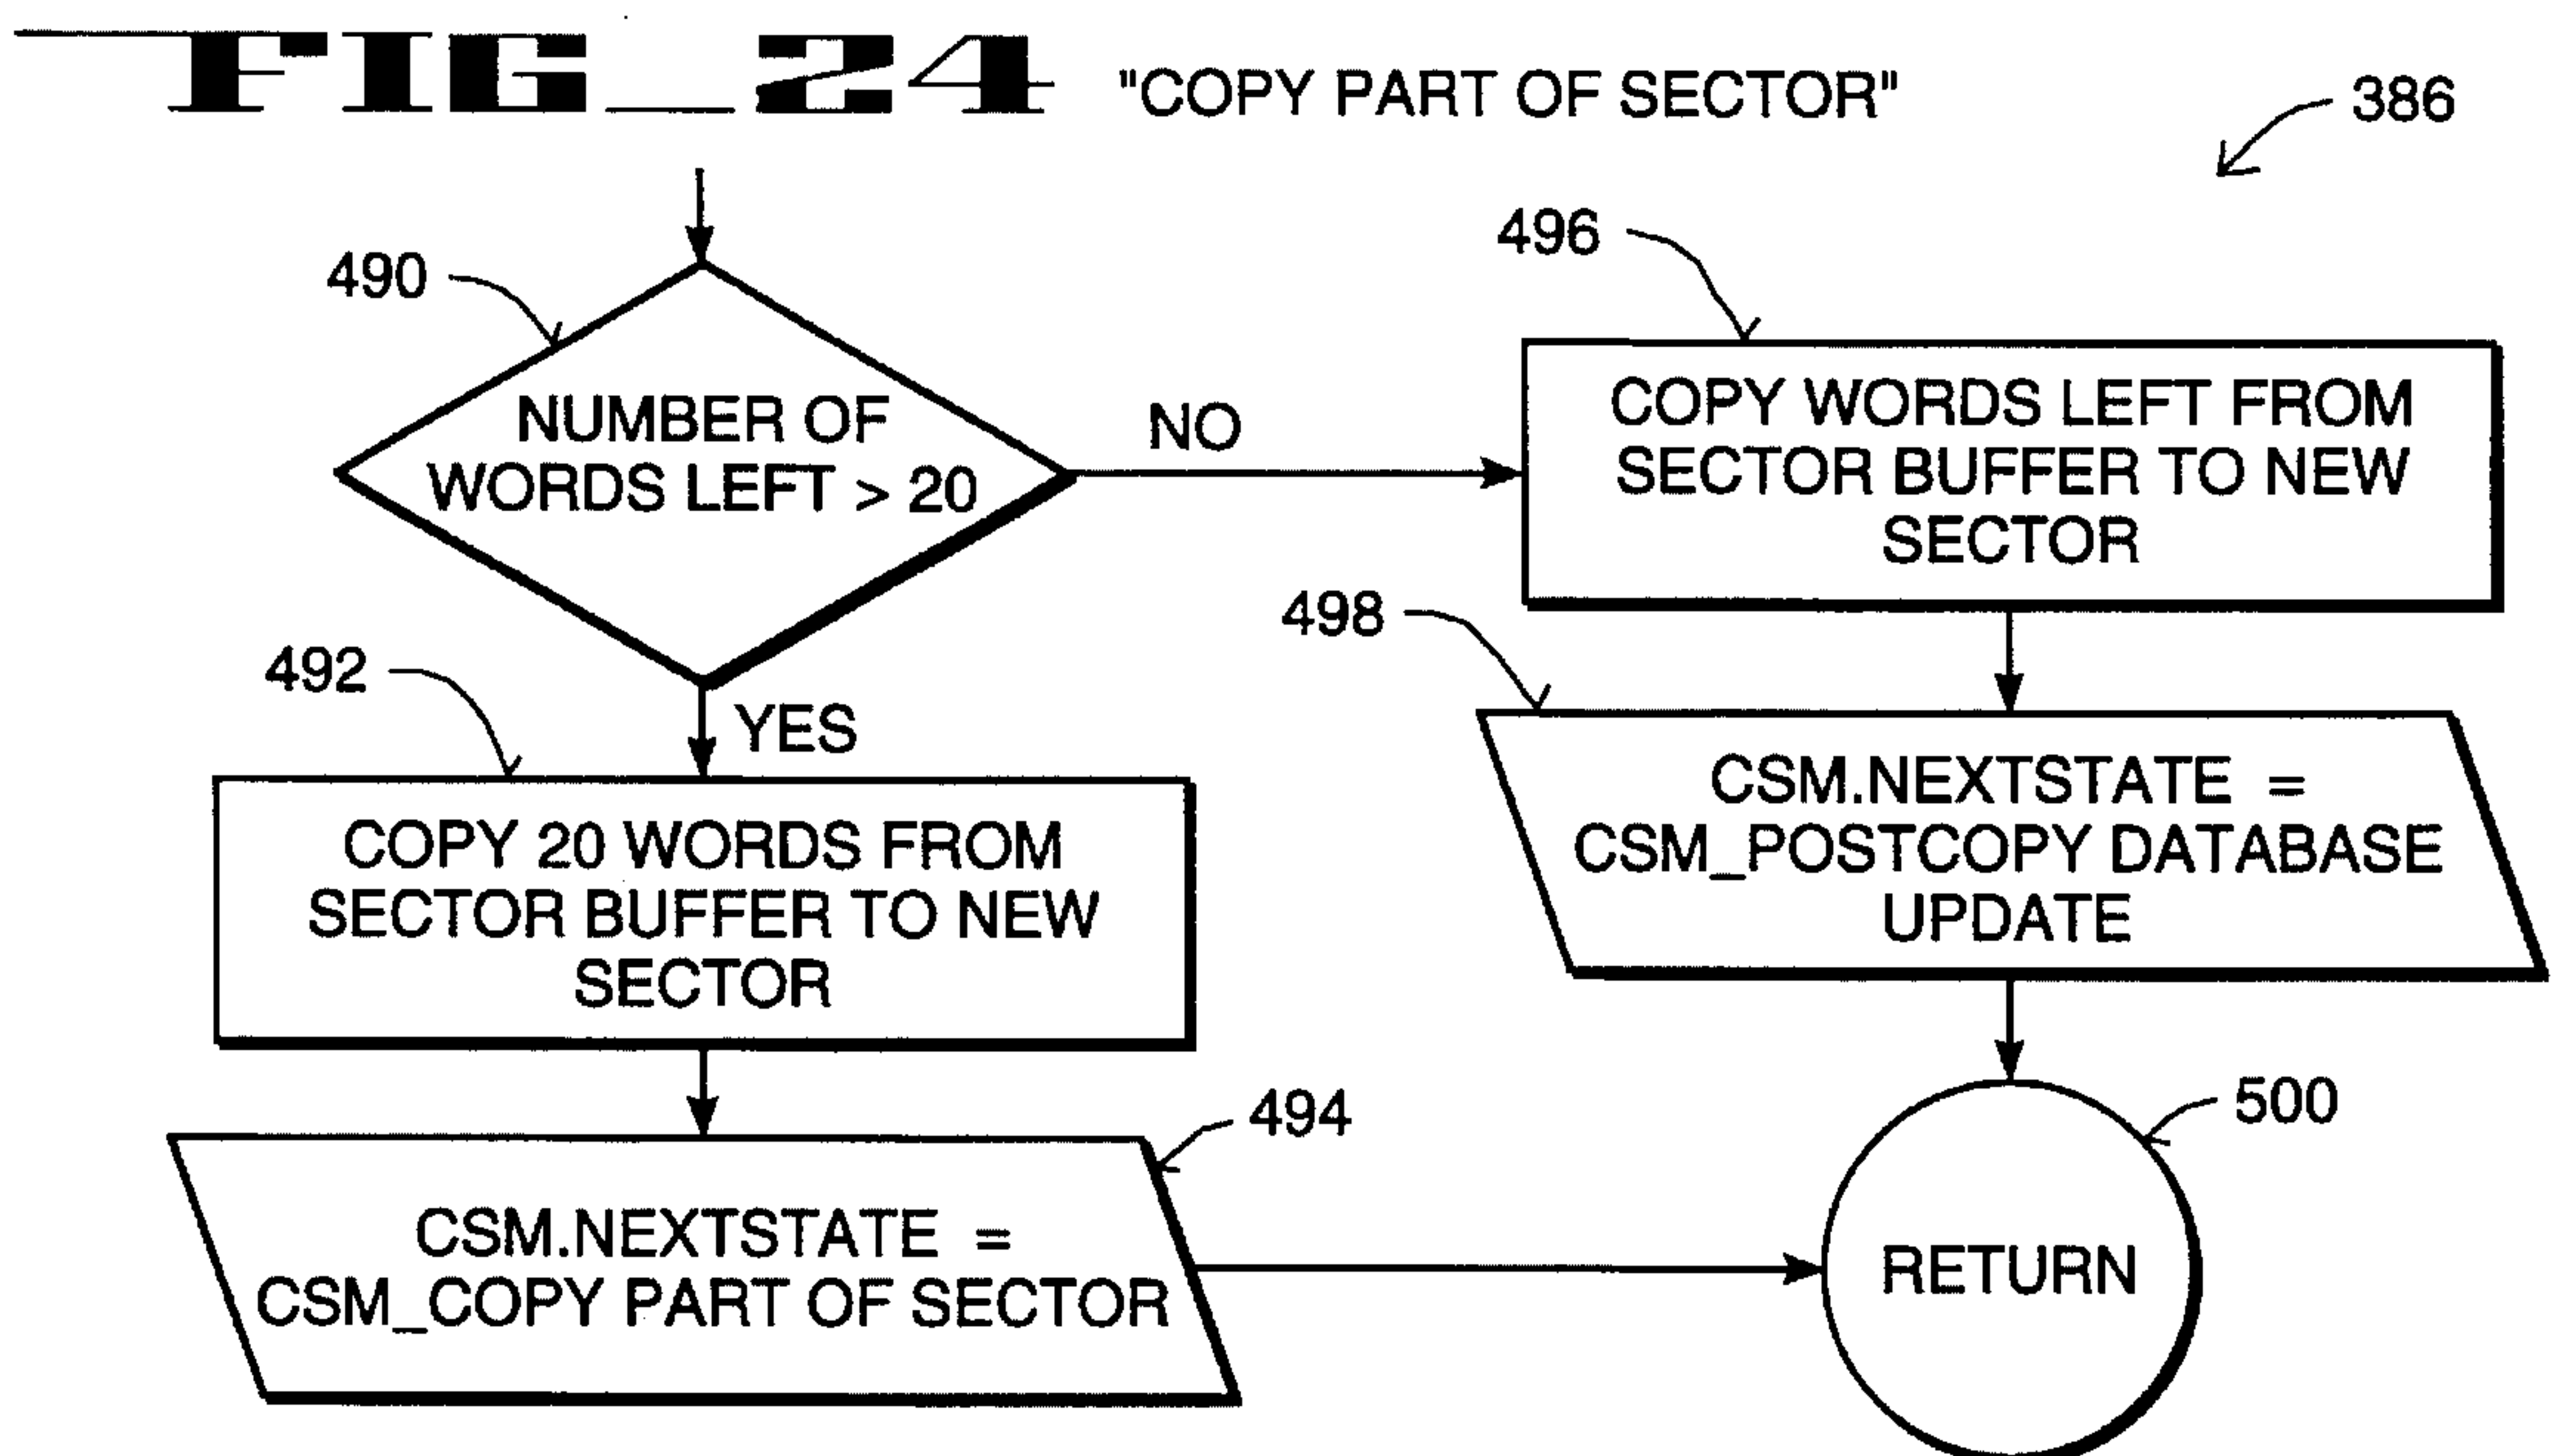 FIG_24 "COPY PART OF SECTOR"
386
490
NUMBER OF
WORDS LEFT > 20
NO
YES
492
COPY 20 WORDS FROM
SECTOR BUFFER TO NEW
SECTOR
494
CSM.NEXTSTATE =
CSM_COPY PART OF SECTOR
496
COPY WORDS LEFT FROM
SECTOR BUFFER TO NEW
SECTOR
498
CSM.NEXTSTATE =
CSM_POSTCOPY DATABASE
UPDATE
500
RETURN